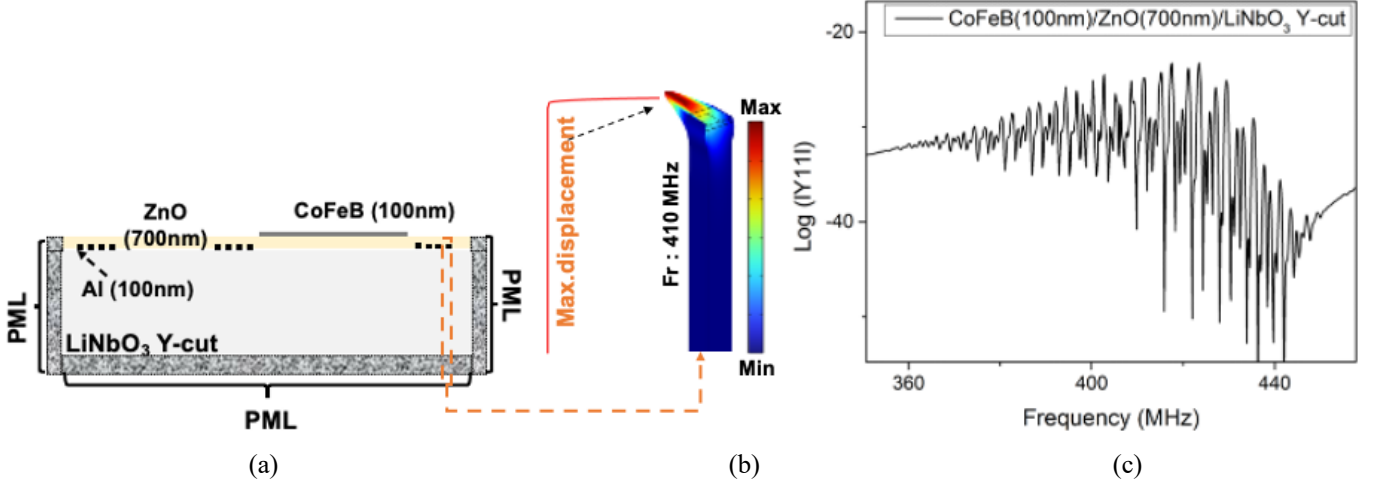 ZnO
(700nm)
CoFeB (100nm)
Al (100nm)
LiNbO₃ Y-cut
PML
PML
PML
(a)
Max.displacement
Fr : 410 MHz
Max
Min
(b)
CoFeB(100nm)/ZnO(700nm)/LiNbO₃ Y-cut
-20
-40
Log (IY11I)
360
400
440
Frequency (MHz)
(c)